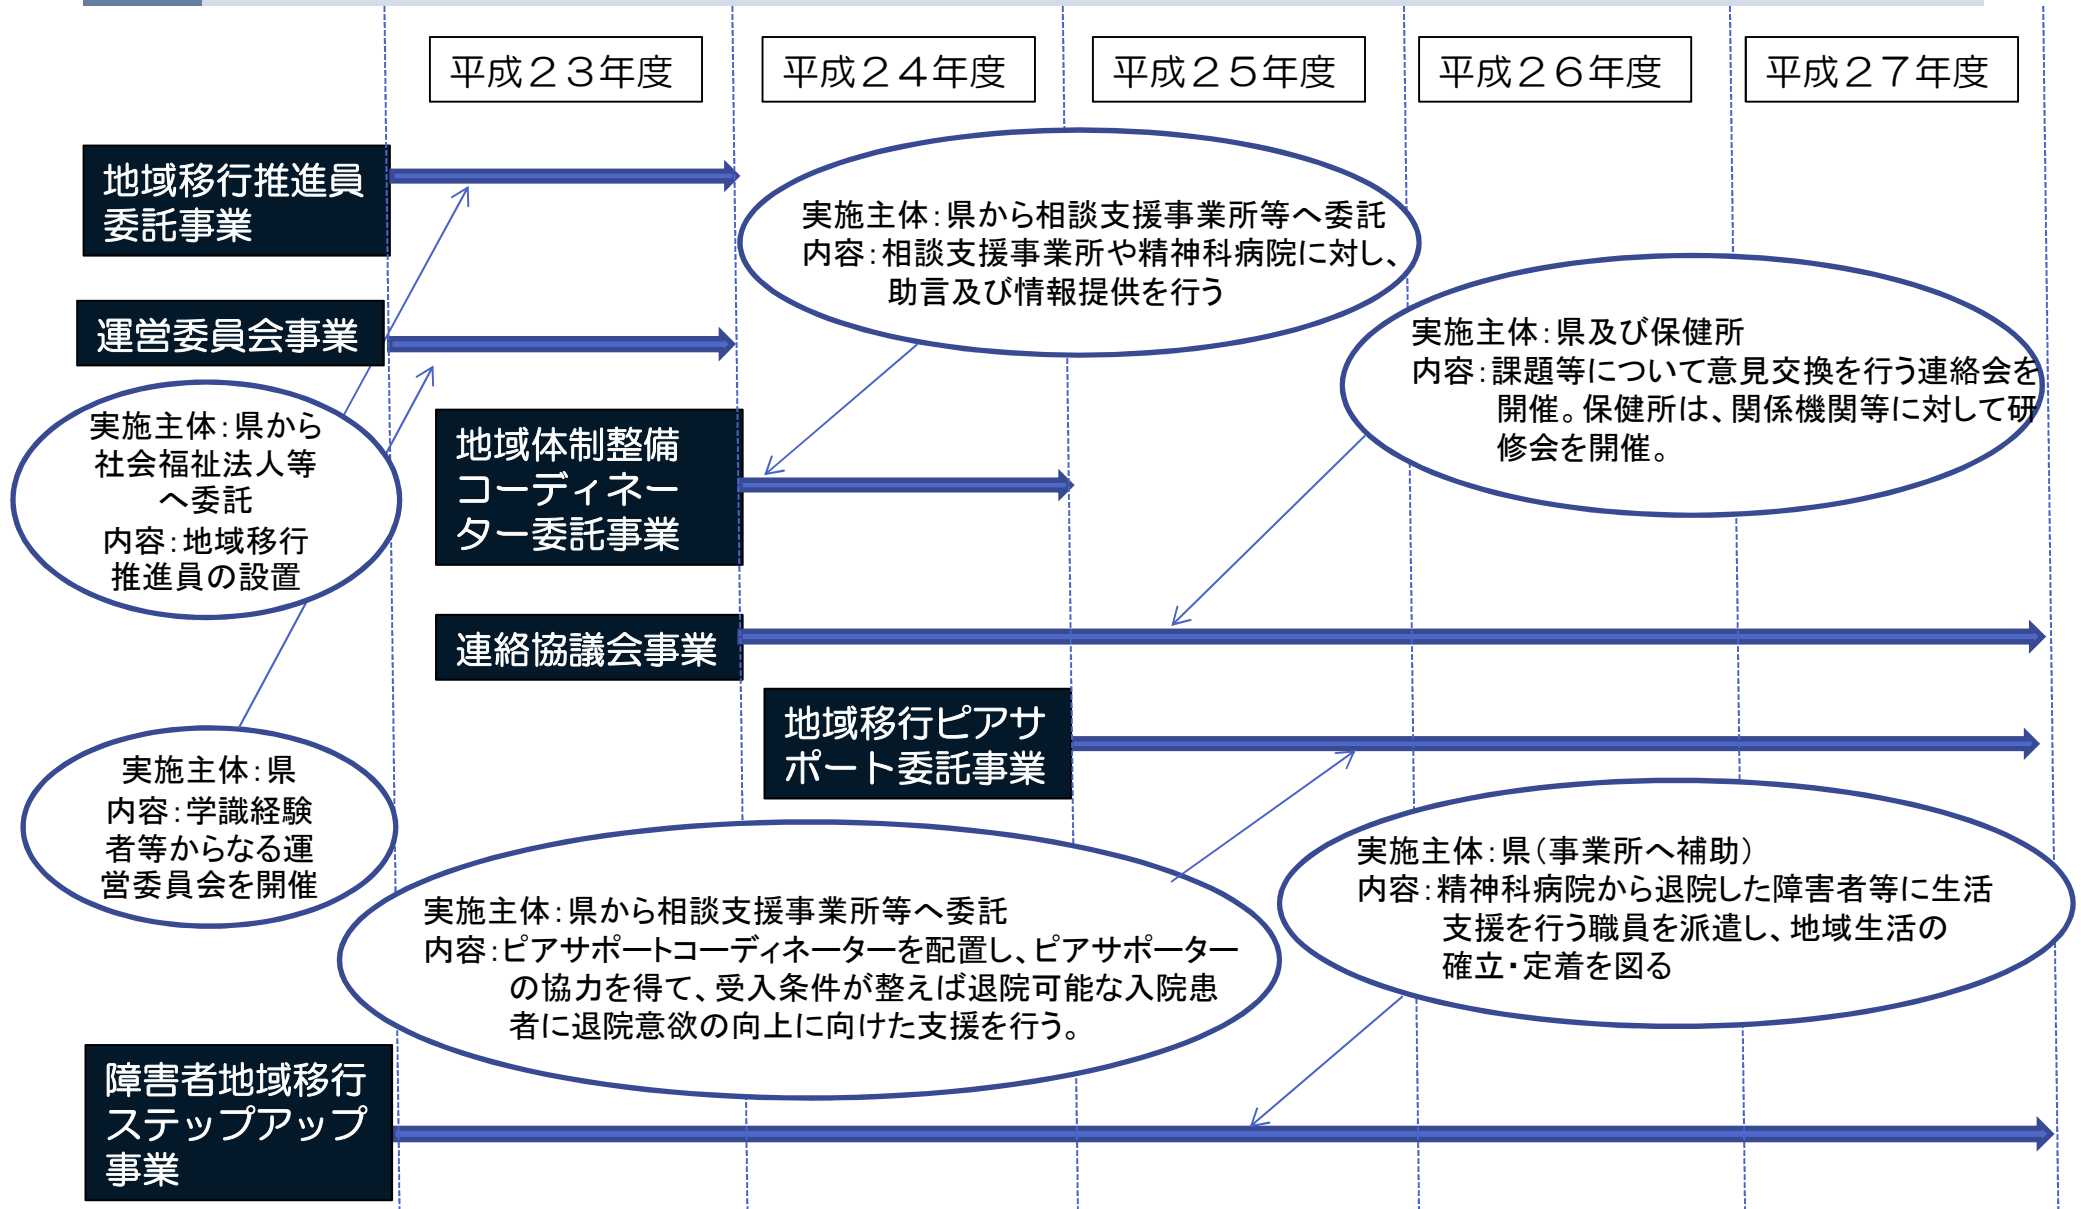 平成２３年度
平成２４年度
平成２５年度
平成２６年度
平成２７年度
地域移行推進員
委託事業
実施主体：県から相談支援事業所等へ委託
内容：相談支援事業所や精神科病院に対し、
助言及び情報提供を行う
運営委員会事業
実施主体：県及び保健所
内容：課題等について意見交換を行う連絡会を
開催。保健所は、関係機関等に対して研
修会を開催。
実施主体：県から
社会福祉法人等
へ委託
内容：地域移行
推進員の設置
地域体制整備
コーディネー
ター委託事業
連絡協議会事業
地域移行ピアサ
ポート委託事業
実施主体：県
内容：学識経験
者等からなる運
営委員会を開催
実施主体：県から相談支援事業所等へ委託
内容：ピアサポートコーディネーターを配置し、ピアサポーター
の協力を得て、受入条件が整えば退院可能な入院患
者に退院意欲の向上に向けた支援を行う。
実施主体：県（事業所へ補助）
内容：精神科病院から退院した障害者等に生活
支援を行う職員を派遣し、地域生活の
確立・定着を図る
障害者地域移行
ステップアップ
事業